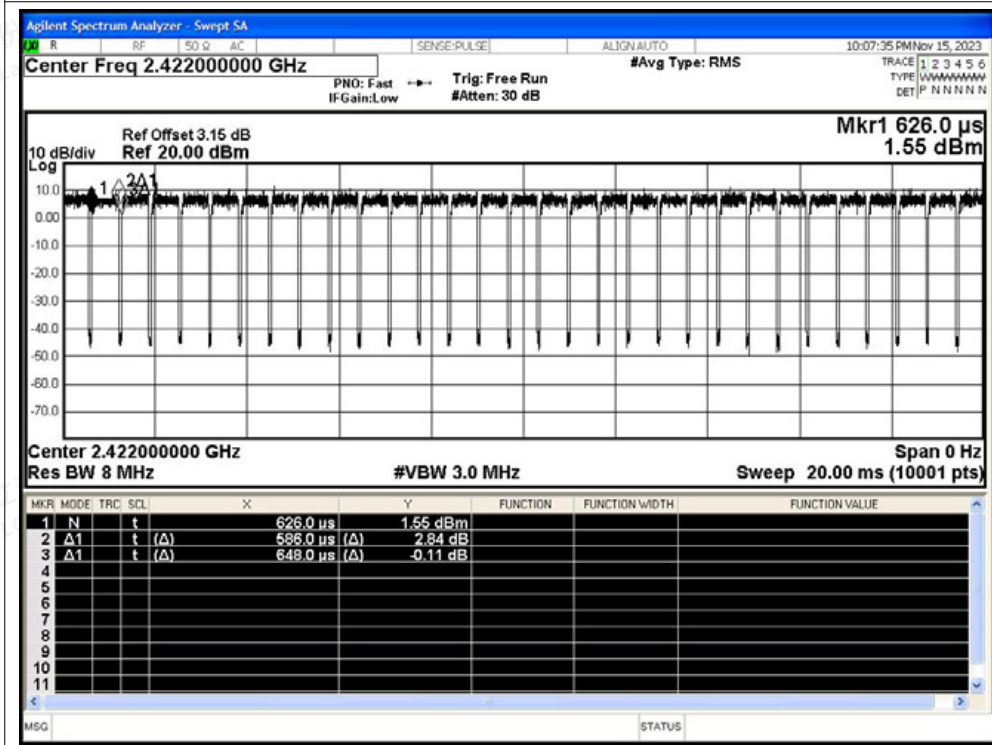 Agilent Spectrum Analyzer - Swept SA
R RF 50 Ω AC SENSE:PULSE ALIGN AUTO 10:07:35 PM Nov 15, 2023
Center Freq 2.422000000 GHz #Avg Type: RMS TRACE 1 2 3 4 5 6
PNO: Fast Trig: Free Run TYPE WWWWWW
IFGain:Low #Atten: 30 dB DET P N N N N N
Mkr1 626.0 µs
Ref Offset 3.15 dB
10 dB/div Ref 20.00 dBm 1.55 dBm
Log
10.0 1 2Δ1 3Δ1
0.00
-10.0
-20.0
-30.0
-40.0
-50.0
-60.0
-70.0
Center 2.422000000 GHz Span 0 Hz
Res BW 8 MHz #VBW 3.0 MHz Sweep 20.00 ms (10001 pts)
MKR MODE TRC SCL X Y FUNCTION FUNCTION WIDTH FUNCTION VALUE
1 N t 626.0 µs 1.55 dBm
2 Δ1 t (Δ) 586.0 µs (Δ) 2.84 dB
3 Δ1 t (Δ) 648.0 µs (Δ) -0.11 dB
4
5
6
7
8
9
10
11
MSG STATUS